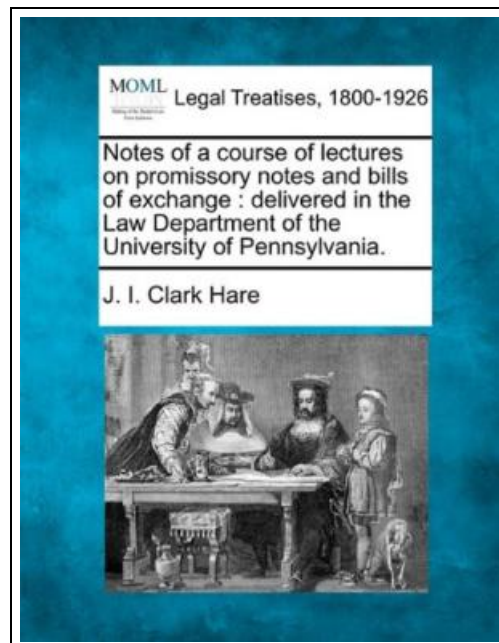 MOML
Legal Treatises, 1800-1926
Notes of a course of lectures
on promissory notes and bills
of exchange : delivered in the
Law Department of the
University of Pennsylvania.
J. I. Clark Hare